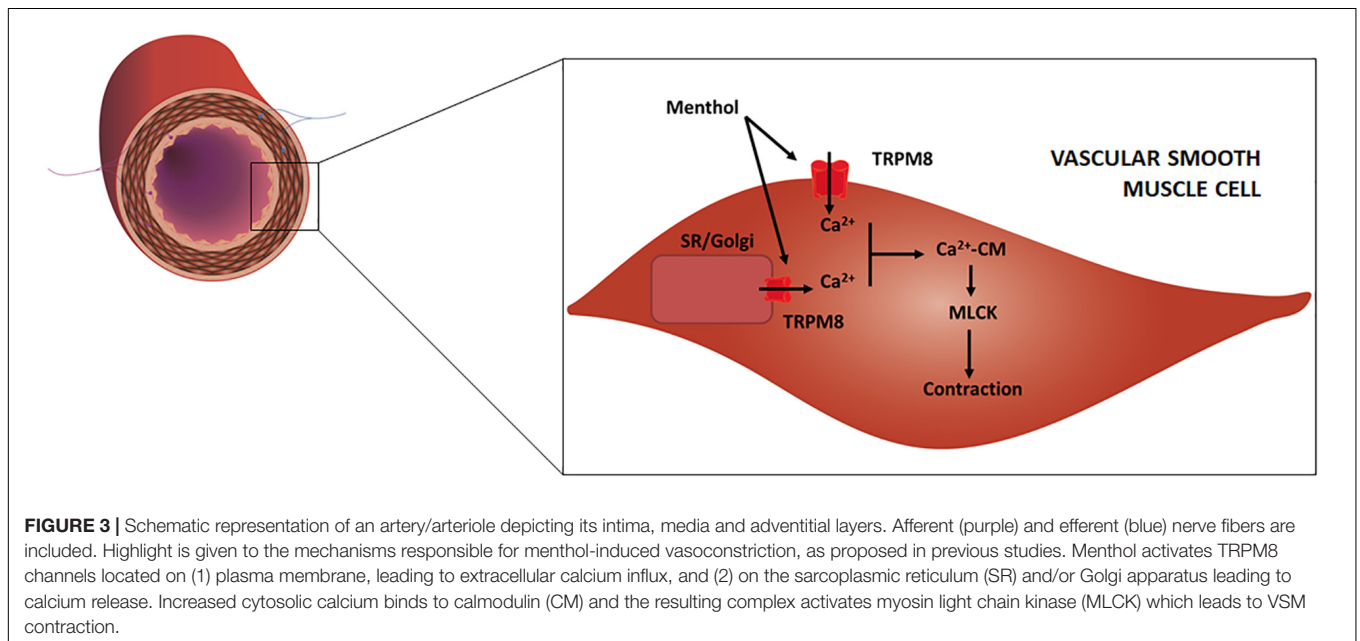 Menthol
TRPM8
VASCULAR SMOOTH
MUSCLE CELL
Ca²⁺
SR/Golgi
Ca²⁺-CM
Ca²⁺
TRPM8
MLCK
Contraction
FIGURE 3 | Schematic representation of an artery/arteriole depicting its intima, media and adventitial layers. Afferent (purple) and efferent (blue) nerve fibers are
included. Highlight is given to the mechanisms responsible for menthol-induced vasoconstriction, as proposed in previous studies. Menthol activates TRPM8
channels located on (1) plasma membrane, leading to extracellular calcium influx, and (2) on the sarcoplasmic reticulum (SR) and/or Golgi apparatus leading to
calcium release. Increased cytosolic calcium binds to calmodulin (CM) and the resulting complex activates myosin light chain kinase (MLCK) which leads to VSM
contraction.